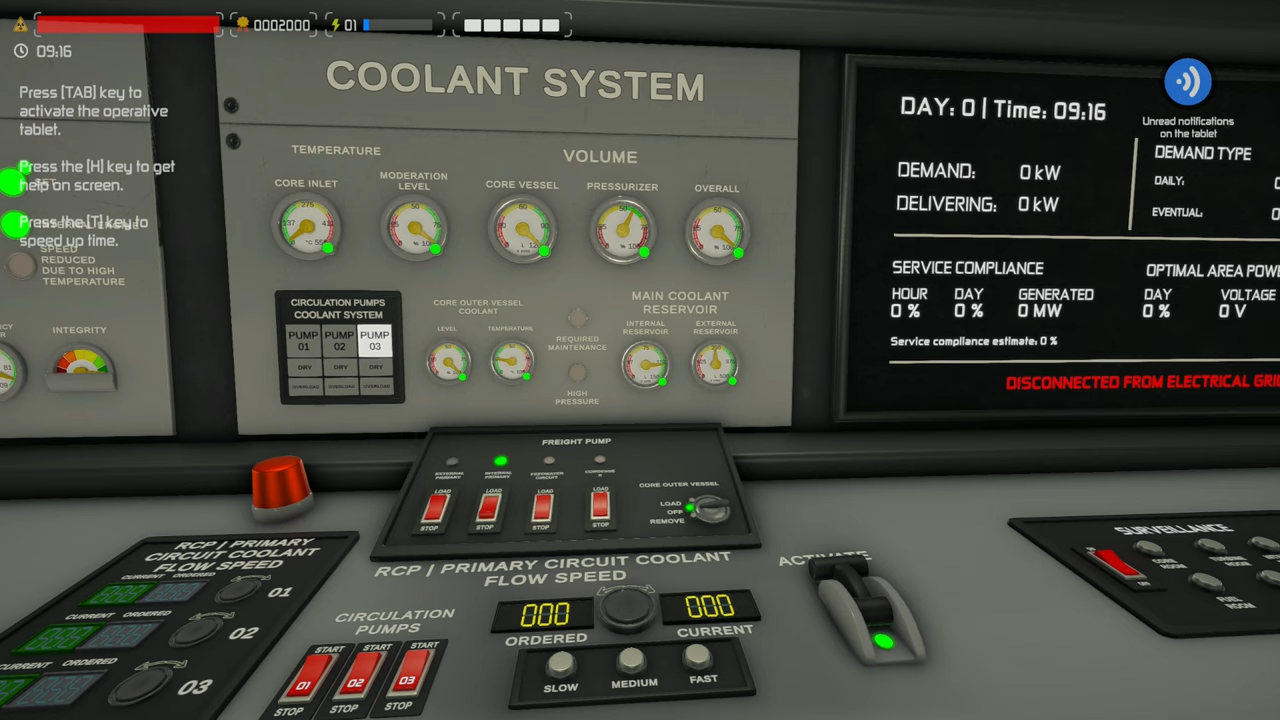 0002000
01
09:16
Press [TAB] key to
activate the operative
tablet.
Press the [H] key to get
help on screen.
Press the [T] key to
speed up time.
SPEED
REDUCED
DUE TO HIGH
TEMPERATURE
INTEGRITY
COOLANT SYSTEM
TEMPERATURE
VOLUME
CORE INLET
MODERATION
LEVEL
CORE VESSEL
PRESSURIZER
OVERALL
CIRCULATION PUMPS
COOLANT SYSTEM
PUMP 01
PUMP 02
PUMP 03
DRY
DRY
DRY
OVERLOAD
OVERLOAD
OVERLOAD
CORE OUTER VESSEL
COOLANT
LEVEL
TEMPERATURE
REQUIRED
MAINTENANCE
HIGH
PRESSURE
MAIN COOLANT
RESERVOIR
INTERNAL
RESERVOIR
EXTERNAL
RESERVOIR
DAY: 0 | Time: 09:16
Unread notifications
on the tablet
DEMAND: 0 kW
DELIVERING: 0 kW
DEMAND TYPE
DAILY:
EVENTUAL:
SERVICE COMPLIANCE
HOUR DAY GENERATED
0 % 0 % 0 MW
Service compliance estimate: 0 %
OPTIMAL AREA POWE
DAY VOLTAGE
0 % 0 V
DISCONNECTED FROM ELECTRICAL GRI
FREIGHT PUMP
EXTERNAL
PRIMARY
INTERNAL
PRIMARY
LOAD LOAD LOAD LOAD
STOP STOP STOP STOP
CORE OUTER VESSEL
LOAD
OFF
REMOVE
RCP | PRIMARY
CIRCUIT COOLANT
FLOW SPEED
CURRENT ORDERED
01
CURRENT ORDERED
02
CURRENT ORDERED
03
RCP | PRIMARY CIRCUIT COOLANT
FLOW SPEED
CIRCULATION
PUMPS
START START START
01 02 03
STOP STOP STOP
000
ORDERED
000
CURRENT
SLOW MEDIUM FAST
ACTIVATE
SURVEILLANCE
FUEL
ROOM